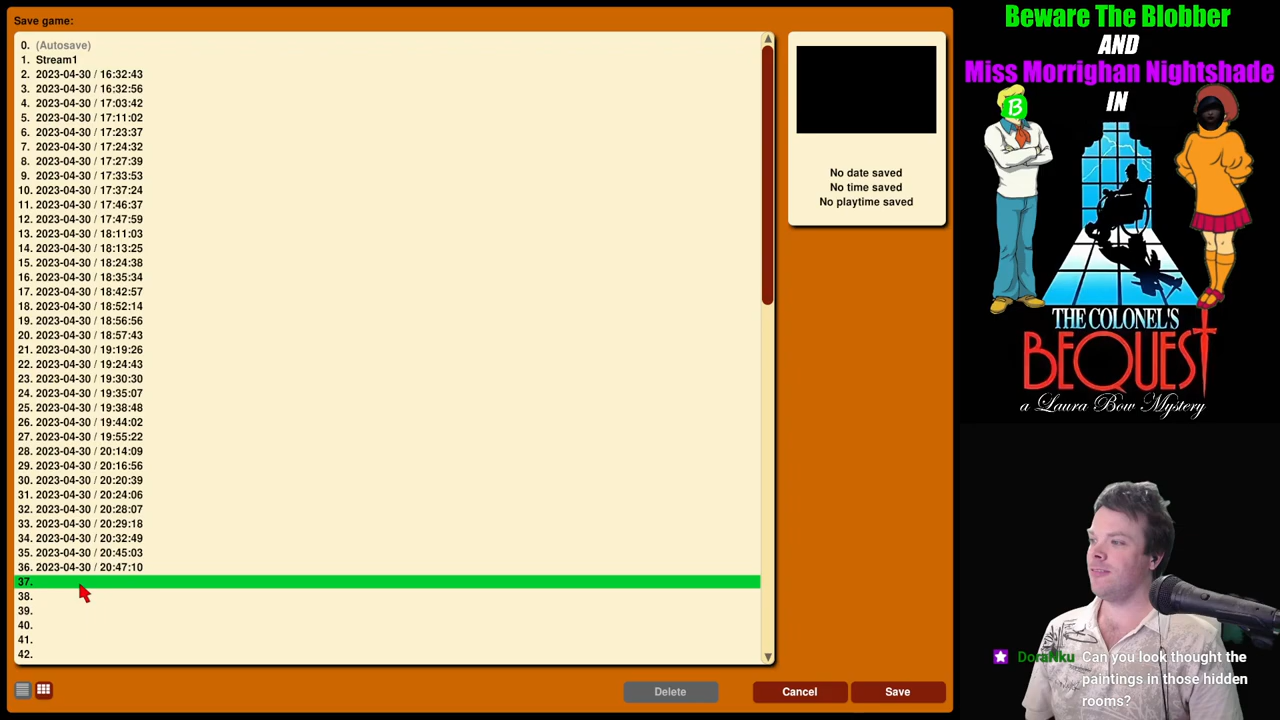 Save game:
0. (Autosave)
1. Stream1
2. 2023-04-30 / 16:32:43
3. 2023-04-30 / 16:32:56
4. 2023-04-30 / 17:03:42
5. 2023-04-30 / 17:11:02
6. 2023-04-30 / 17:23:37
7. 2023-04-30 / 17:24:32
8. 2023-04-30 / 17:27:39
9. 2023-04-30 / 17:33:53
10. 2023-04-30 / 17:37:24
11. 2023-04-30 / 17:46:37
12. 2023-04-30 / 17:47:59
13. 2023-04-30 / 18:11:03
14. 2023-04-30 / 18:13:25
15. 2023-04-30 / 18:24:38
16. 2023-04-30 / 18:35:34
17. 2023-04-30 / 18:42:57
18. 2023-04-30 / 18:52:14
19. 2023-04-30 / 18:56:56
20. 2023-04-30 / 18:57:43
21. 2023-04-30 / 19:19:26
22. 2023-04-30 / 19:24:43
23. 2023-04-30 / 19:30:30
24. 2023-04-30 / 19:35:07
25. 2023-04-30 / 19:38:48
26. 2023-04-30 / 19:44:02
27. 2023-04-30 / 19:55:22
28. 2023-04-30 / 20:14:09
29. 2023-04-30 / 20:16:56
30. 2023-04-30 / 20:20:39
31. 2023-04-30 / 20:24:06
32. 2023-04-30 / 20:28:07
33. 2023-04-30 / 20:29:18
34. 2023-04-30 / 20:32:49
35. 2023-04-30 / 20:45:03
36. 2023-04-30 / 20:47:10
37.
38.
39.
40.
41.
42.
No date saved
No time saved
No playtime saved
Delete
Cancel
Save
Beware The Blobber
AND
Miss Morrighan Nightshade
IN
B
THE COLONEL'S
BEQUEST
a Laura Bow Mystery
DoraNku Can you look thought the
paintings in those hidden
rooms?